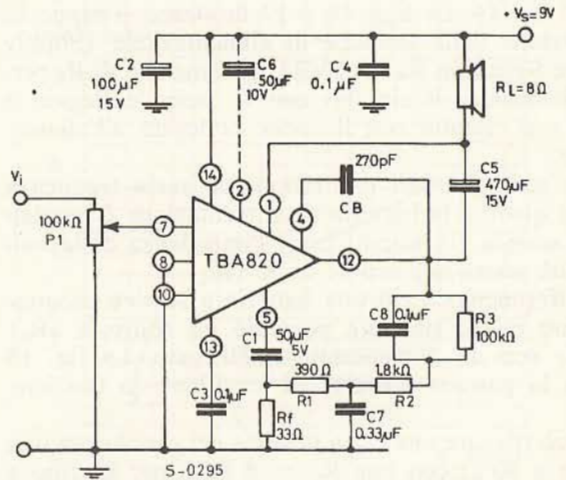 + Vs=9V
C2
100µF
15V
C6
50µF
10V
C4
0.1µF
RL=8Ω
270pF
CB
C5
470µF
15V
Vi
100kΩ
P1
14
2
1
4
7
8
10
12
TBA820
5
13
C1
50µF
5V
C8
0.1µF
R3
100kΩ
390Ω
R1
1.8kΩ
R2
C3
0.1µF
Rf
33Ω
C7
0.33µF
S-0295